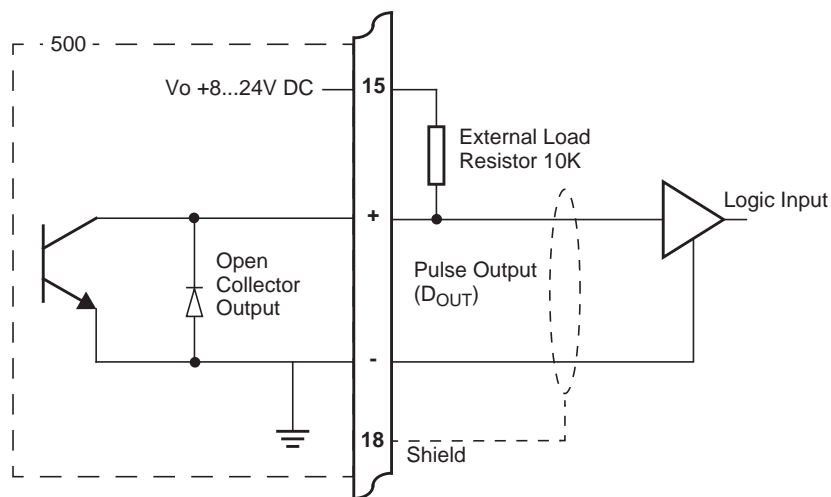 500
15
Vo +8...24V DC
External Load
Resistor 10K
+
Logic Input
Open
Collector
Output
Pulse Output
(DOUT)
-
18
Shield